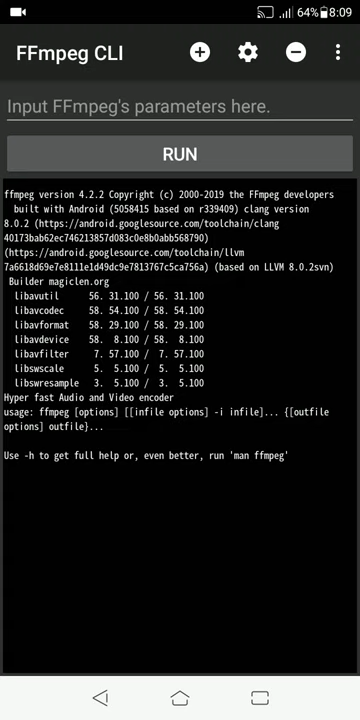 64% 8:09
FFmpeg CLI
Input FFmpeg's parameters here.
RUN
ffmpeg version 4.2.2 Copyright (c) 2000-2019 the FFmpeg developers
built with Android (5058415 based on r339409) clang version
8.0.2 (https://android.googlesource.com/toolchain/clang
40173bab62ec746213857d083c0e8b0abb568790)
(https://android.googlesource.com/toolchain/llvm
7a6618d69e7e8111e1d49dc9e7813767c5ca756a) (based on LLVM 8.0.2svn)
Builder magiclen.org
libavutil 56. 31.100 / 56. 31.100
libavcodec 58. 54.100 / 58. 54.100
libavformat 58. 29.100 / 58. 29.100
libavdevice 58. 8.100 / 58. 8.100
libavfilter 7. 57.100 / 7. 57.100
libswscale 5. 5.100 / 5. 5.100
libswresample 3. 5.100 / 3. 5.100
Hyper fast Audio and Video encoder
usage: ffmpeg [options] [[infile options] -i infile]... {[outfile
options] outfile}...
Use -h to get full help or, even better, run 'man ffmpeg'